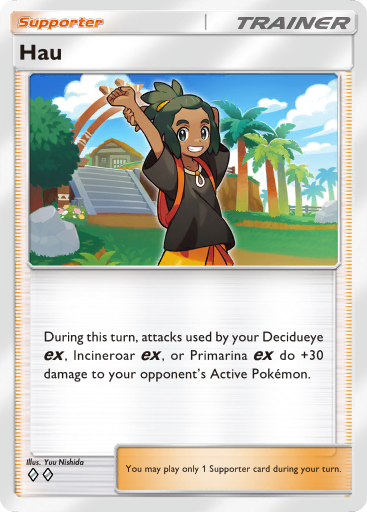 Supporter
TRAINER
Hau
During this turn, attacks used by your Decidueye
ex, Incineroar ex, or Primarina ex do +30
damage to your opponent's Active Pokémon.
Illus. Yuu Nishida
You may play only 1 Supporter card during your turn.